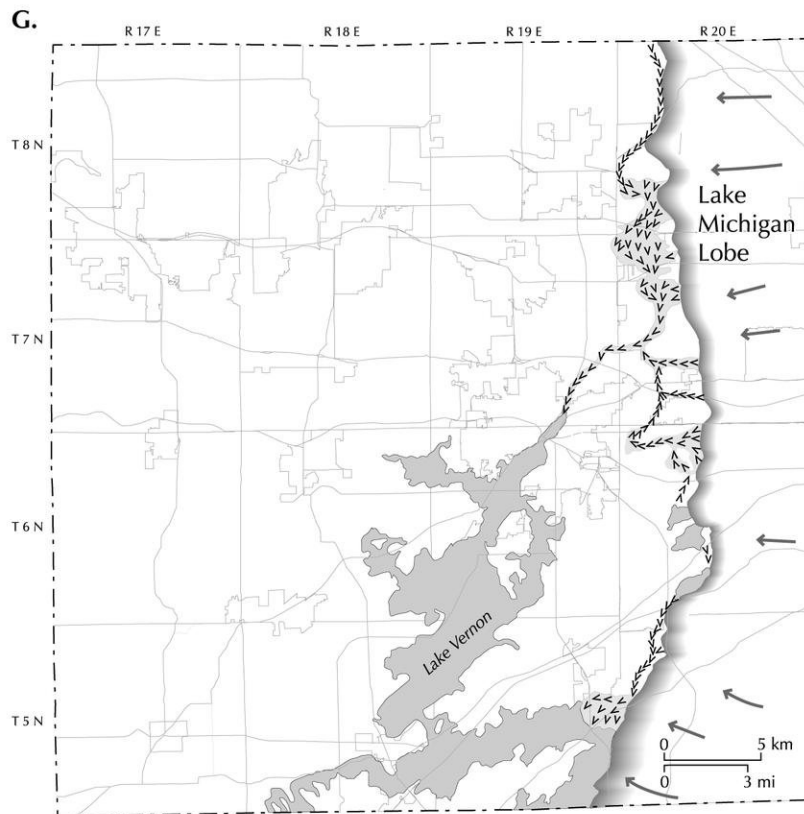 G.
R 17 E
R 18 E
R 19 E
R 20 E
T 8 N
Lake
Michigan
Lobe
T 7 N
T 6 N
Lake Vernon
T 5 N
0
5 km
0
3 mi